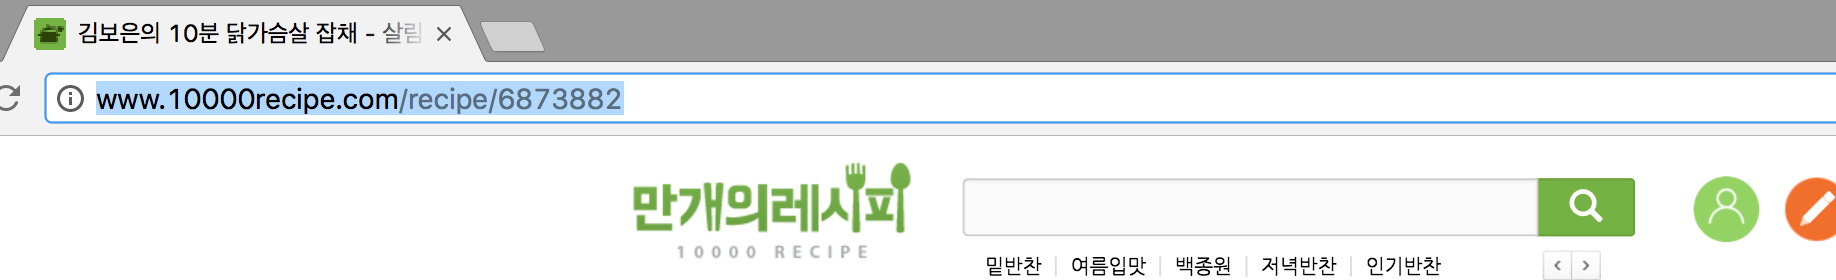 김보은의 10분 닭가슴살 잡채 - 살림
www.10000recipe.com/recipe/6873882
만개의레시피
10000 RECIPE
밑반찬 | 여름입맛 | 백종원 | 저녁반찬 | 인기반찬